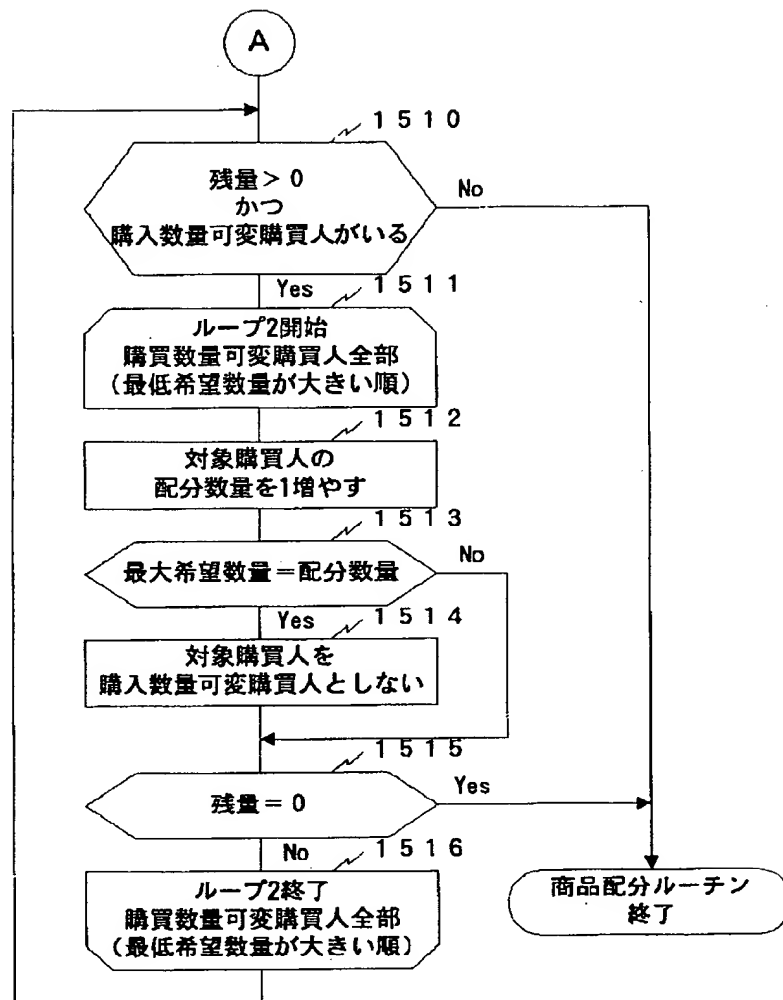 A
1510
残量>0
かつ
購入数量可変購買人がいる
No
Yes
1511
ループ2開始
購買数量可変購買人全部
(最低希望数量が大きい順)
1512
対象購買人の
配分数量を1増やす
1513
最大希望数量=配分数量
No
Yes
1514
対象購買人を
購入数量可変購買人としない
1515
残量=0
Yes
No
1516
ループ2終了
購買数量可変購買人全部
(最低希望数量が大きい順)
商品配分ルーチン
終了